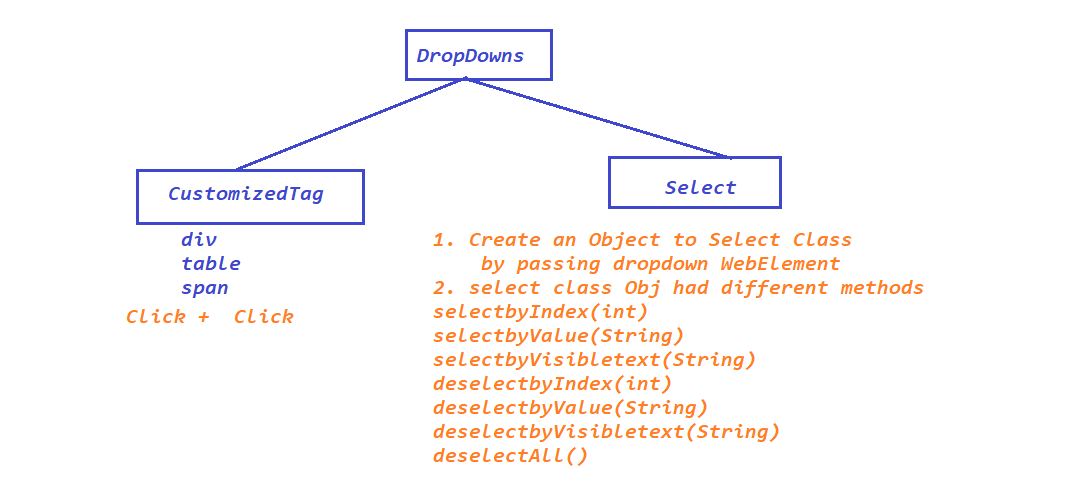 DropDowns
CustomizedTag
div
table
span
Click + Click
Select
1. Create an Object to Select Class
by passing dropdown WebElement
2. select class Obj had different methods
selectbyIndex(int)
selectbyValue(String)
selectbyVisibletext(String)
deselectbyIndex(int)
deselectbyValue(String)
deselectbyVisibletext(String)
deselectAll()